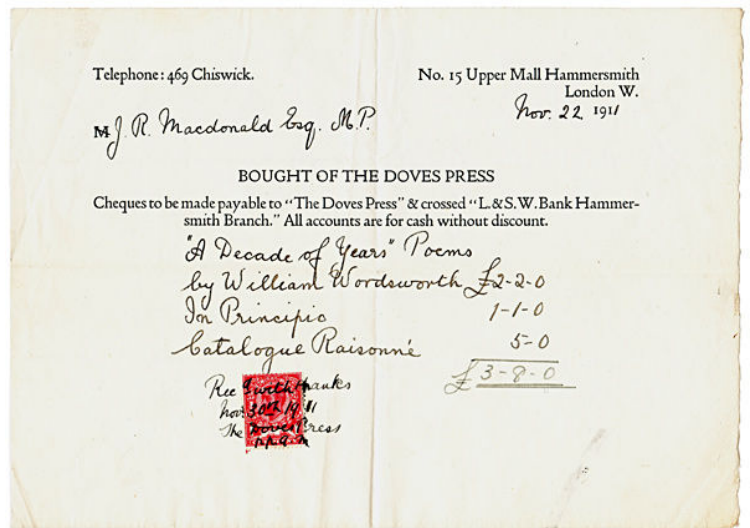 Telephone: 469 Chiswick.
No. 15 Upper Mall Hammersmith
London W.
Nov. 22 1911
M J. R. Macdonald Esq. M.P.
BOUGHT OF THE DOVES PRESS
Cheques to be made payable to "The Doves Press" & crossed "L. & S. W. Bank Hammer-
smith Branch." All accounts are for cash without discount.
"A Decade of Years" Poems
by William Wordsworth £2-2-0
In Principio 1-1-0
Catalogue Raisonné 5-0
£3-8-0
Rec'd with thanks
Nov. 30th 1911
The Doves Press